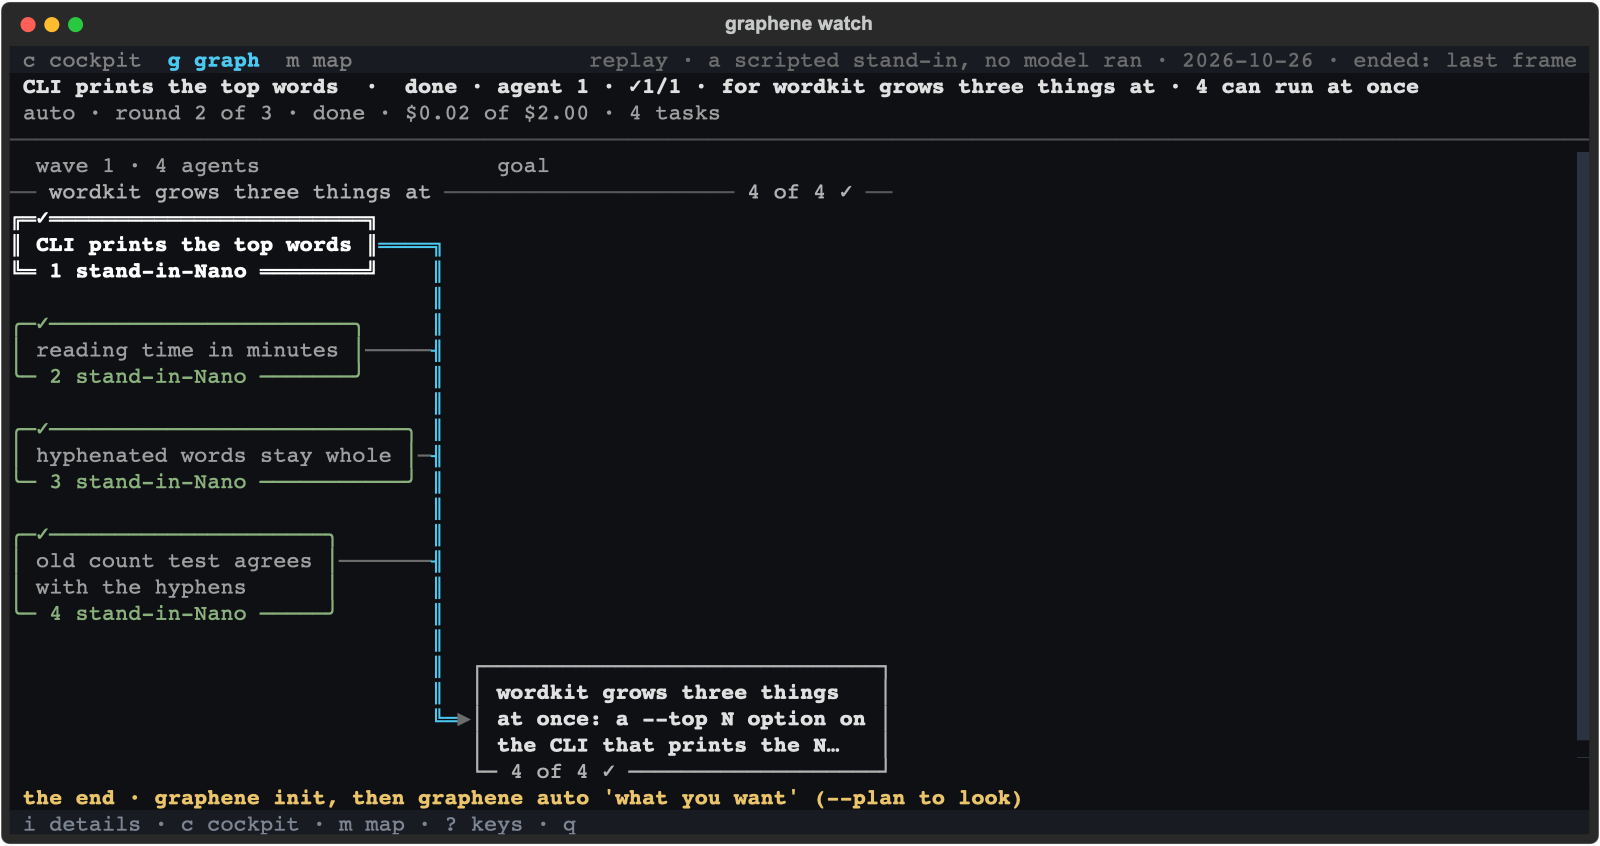 graphene watch
c cockpit  g graph  m map  replay · a scripted stand-in, no model ran · 2026-10-26 · ended: last frame
CLI prints the top words  ·  done · agent 1 · ✓1/1 · for wordkit grows three things at · 4 can run at once
auto · round 2 of 3 · done · $0.02 of $2.00 · 4 tasks
wave 1 · 4 agents  goal
wordkit grows three things at  4 of 4 ✓
✓
CLI prints the top words
1 stand-in-Nano
✓
reading time in minutes
2 stand-in-Nano
✓
hyphenated words stay whole
3 stand-in-Nano
✓
old count test agrees
with the hyphens
4 stand-in-Nano
wordkit grows three things
at once: a --top N option on
the CLI that prints the N…
4 of 4 ✓
the end · graphene init, then graphene auto 'what you want' (--plan to look)
i details · c cockpit · m map · ? keys · q